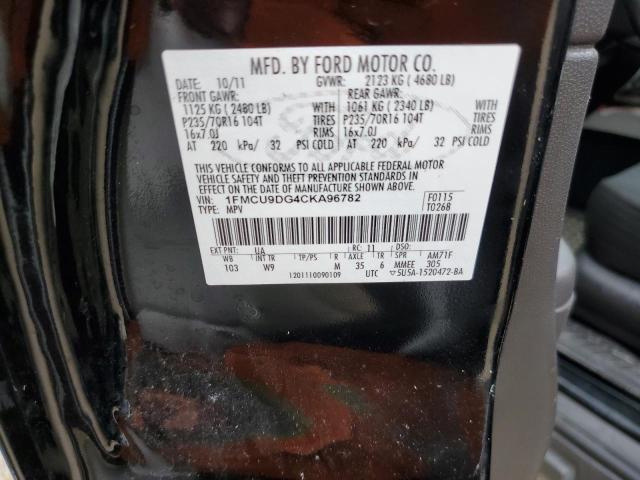 MFD. BY FORD MOTOR CO.
DATE: 10/11 GVWR: 2123 KG (4680 LB)
FRONT GAWR: REAR GAWR:
1125 KG (2480 LB) WITH 1061 KG (2340 LB) WITH
P235/70R16 104T TIRES P235/70R16 104T TIRES
16x7.0J RIMS 16x7.0J RIMS
AT 220 kPa/ 32 PSI COLD AT 220 kPa/ 32 PSI COLD
THIS VEHICLE CONFORMS TO ALL APPLICABLE FEDERAL MOTOR
VEHICLE SAFETY AND THEFT PREVENTION STANDARDS IN
EFFECT ON THE DATE OF MANUFACTURE SHOWN ABOVE.
VIN: 1FMCU9DG4CKA96782 F0115
TYPE: MPV T0268
EXT PNT: UA RC: 11 DSO:
WB INT TR TP/PS R AXLE TR SPR AM71F
103 W9 M 35 6 MMEE 305
1201110090109 UTC 5U5A-1520472-BA